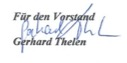 Für den Vorstand
Gerhard Thelen